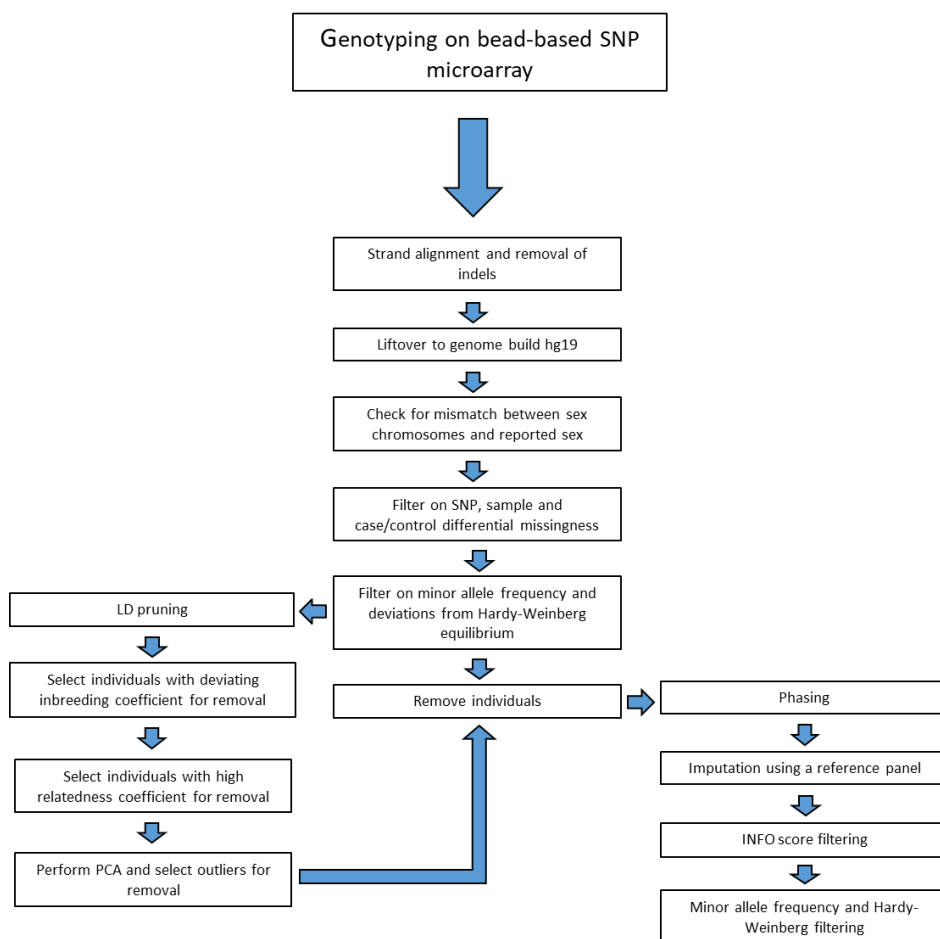 Genotyping on bead-based SNP
microarray
Strand alignment and removal of
indels
Liftover to genome build hg19
Check for mismatch between sex
chromosomes and reported sex
Filter on SNP, sample and
case/control differential missingness
Filter on minor allele frequency and
deviations from Hardy-Weinberg
equilibrium
LD pruning
Select individuals with deviating
inbreeding coefficient for removal
Select individuals with high
relatedness coefficient for removal
Perform PCA and select outliers for
removal
Remove individuals
Phasing
Imputation using a reference panel
INFO score filtering
Minor allele frequency and Hardy-
Weinberg filtering